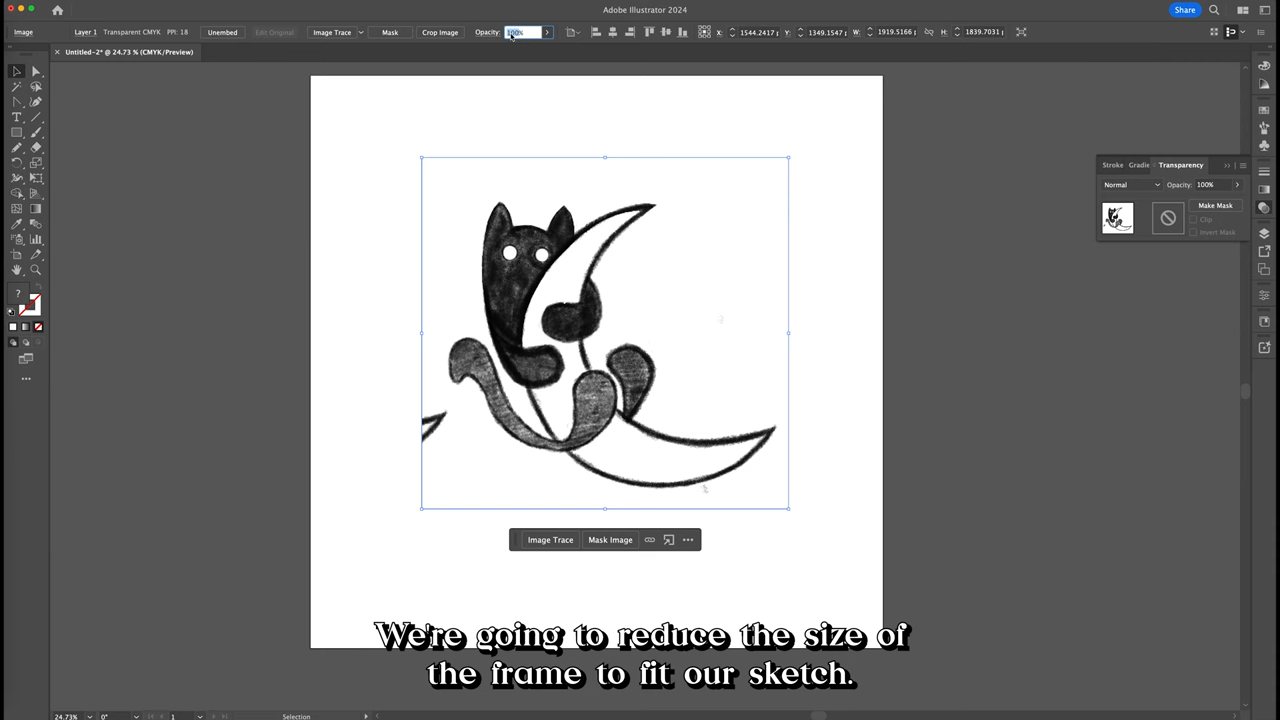 Adobe Illustrator 2024
Share
Image
Layer 1
Transparent CMYK
PPI: 18
Unembed
Edit Original
Image Trace
Mask
Crop Image
Opacity:
100%
X:
1544.2417 p
Y:
1349.1547 p
W:
1919.5166
H:
1839.7031 p
× Untitled-2* @ 24.73 % (CMYK/Preview)
Stroke
Gradie
Transparency
Normal
Opacity:
100%
Make Mask
Clip
Invert Mask
?
Image Trace
Mask Image
We're going to reduce the size of
the frame to fit our sketch.
24.73%
0°
1
Selection